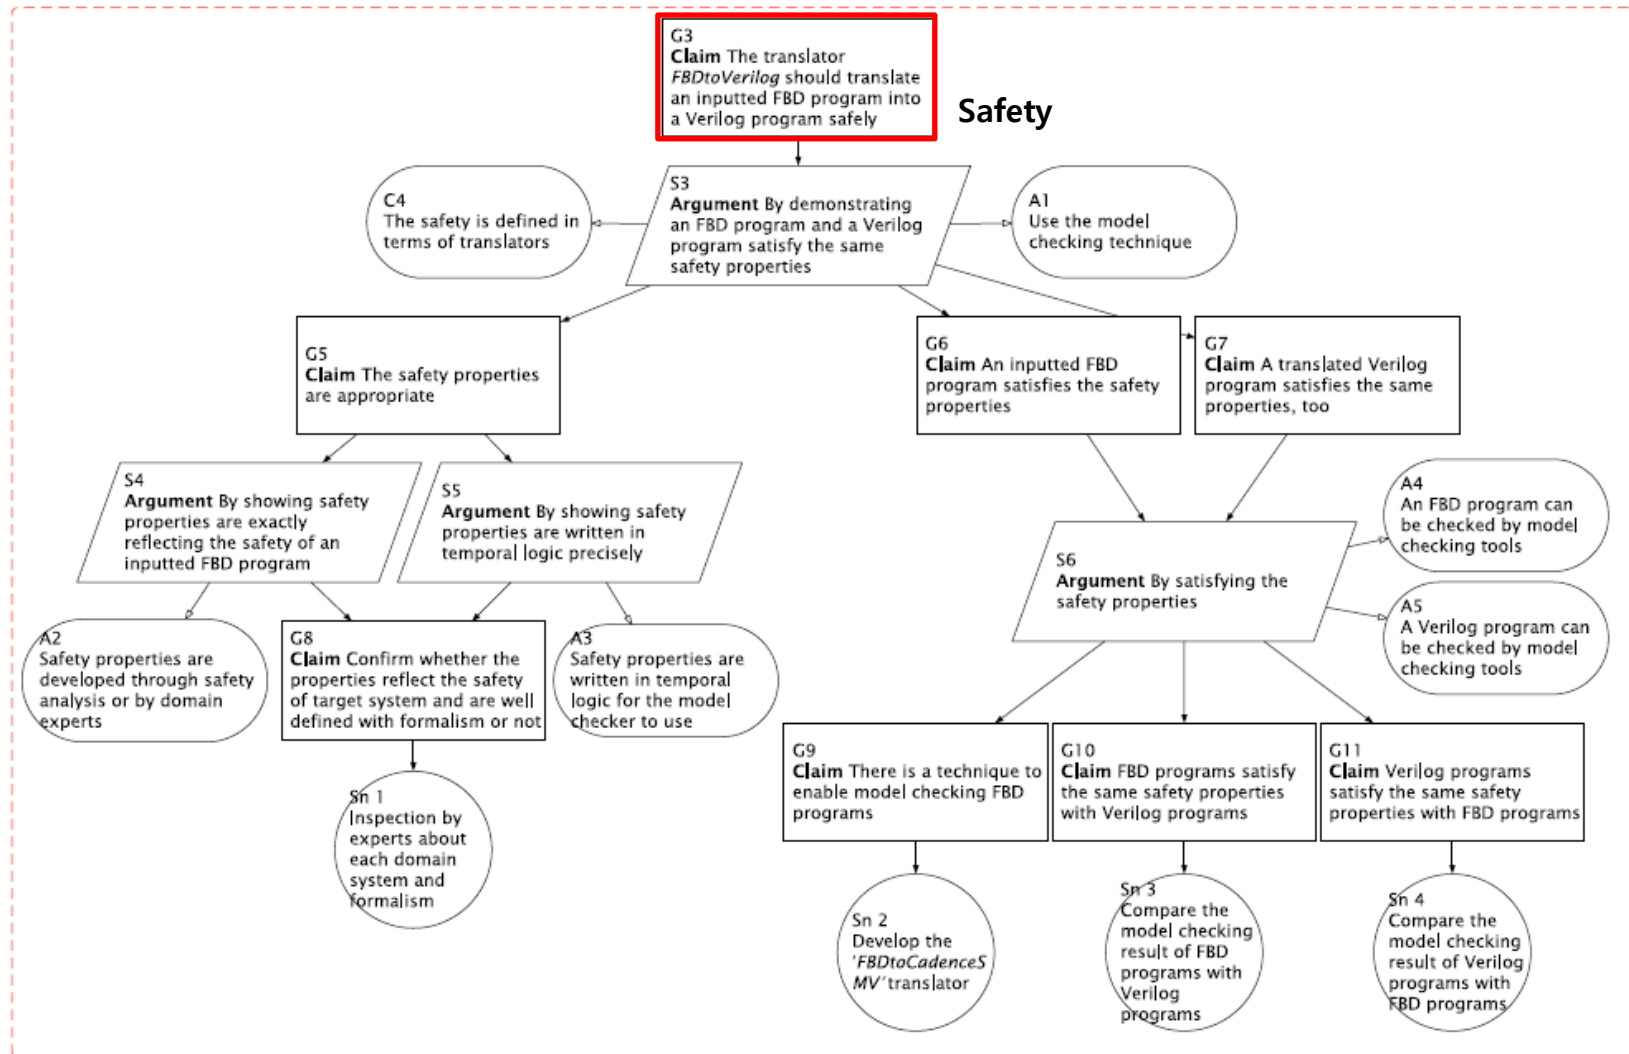 G3
Claim The translator
FBDtoVerilog should translate
an inputted FBD program into
a Verilog program safely
Safety
C4
The safety is defined in
terms of translators
S3
Argument By demonstrating
an FBD program and a Verilog
program satisfy the same
safety properties
A1
Use the model
checking technique
G5
Claim The safety properties
are appropriate
G6
Claim An inputted FBD
program satisfies the safety
properties
G7
Claim A translated Verilog
program satisfies the same
properties, too
S4
Argument By showing safety
properties are exactly
reflecting the safety of an
inputted FBD program
S5
Argument By showing safety
properties are written in
temporal logic precisely
S6
Argument By satisfying the
safety properties
A4
An FBD program can
be checked by model
checking tools
A5
A Verilog program can
be checked by model
checking tools
A2
Safety properties are
developed through safety
analysis or by domain
experts
G8
Claim Confirm whether the
properties reflect the safety
of target system and are well
defined with formalism or not
A3
Safety properties are
written in temporal
logic for the model
checker to use
G9
Claim There is a technique to
enable model checking FBD
programs
G10
Claim FBD programs satisfy
the same safety properties
with Verilog programs
G11
Claim Verilog programs
satisfy the same safety
properties with FBD programs
Sn 1
Inspection by
experts about
each domain
system and
formalism
Sn 2
Develop the
'FBDtoCadenceS
MV' translator
Sn 3
Compare the
model checking
result of FBD
programs with
Verilog
programs
Sn 4
Compare the
model checking
result of Verilog
programs with
FBD programs